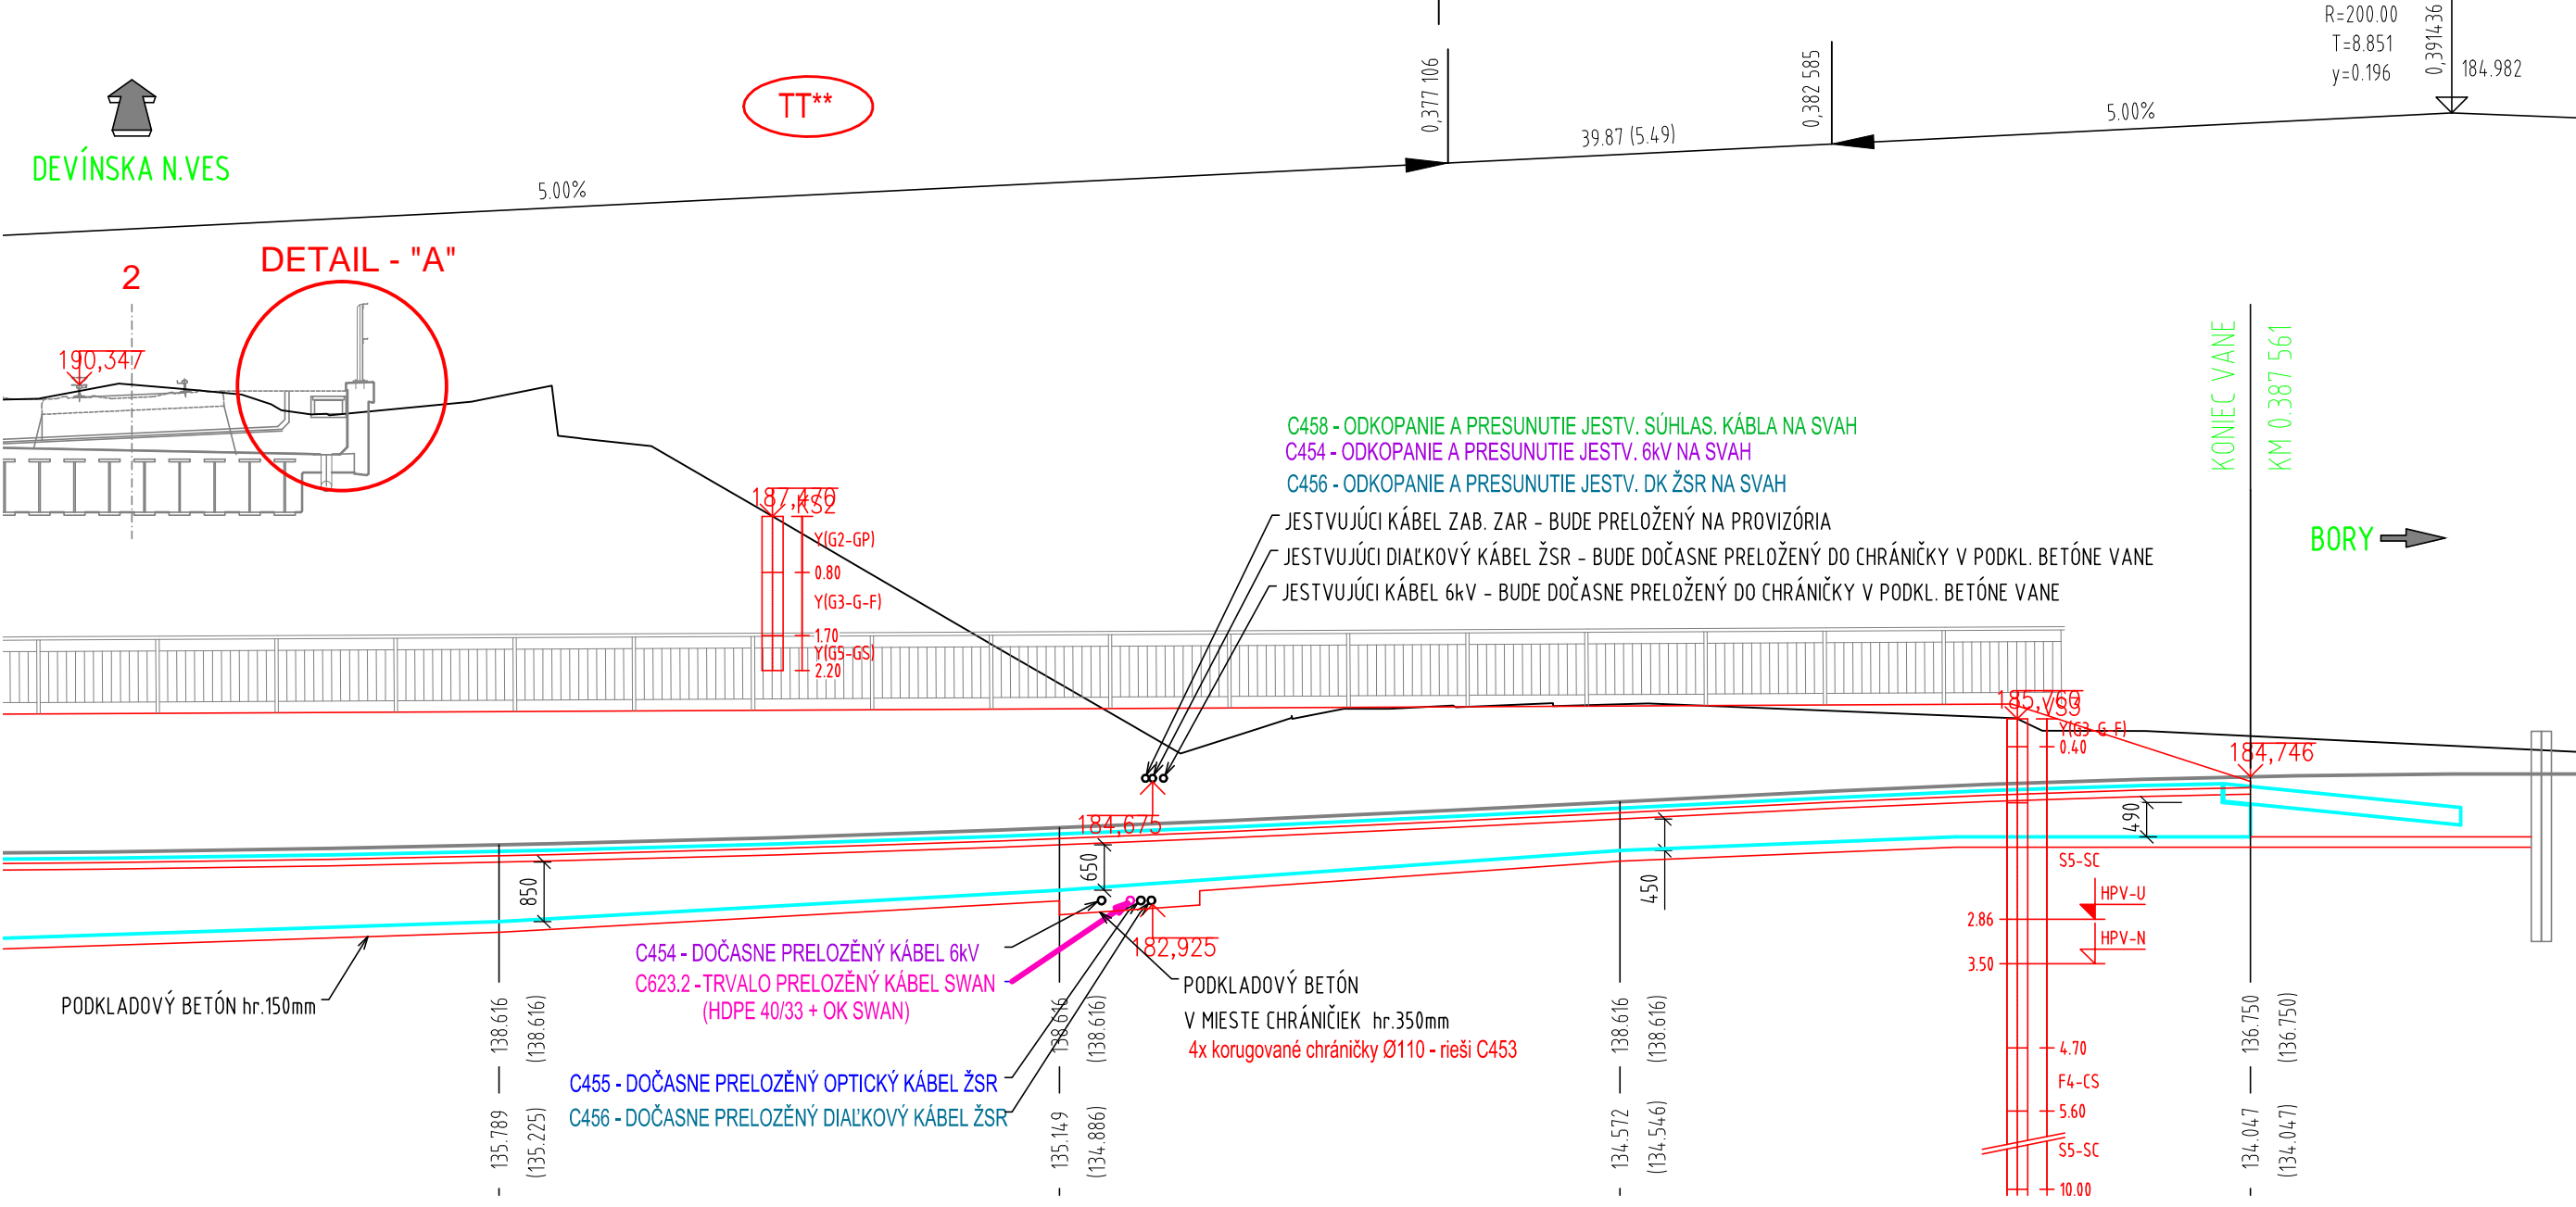 R=200.00
T=8.851
y=0.196
0,391436
184.982
0,377 106
0,382 585
39.87 (5.49)
5.00%
5.00%
TT**
DEVÍNSKA N.VES
DETAIL - "A"
2
190,347
KONIEC VANE
KM 0.387 561
C458 - ODKOPANIE A PRESUNUTIE JESTV. SÚHLAS. KÁBLA NA SVAH
C454 - ODKOPANIE A PRESUNUTIE JESTV. 6kV NA SVAH
C456 - ODKOPANIE A PRESUNUTIE JESTV. DK ŽSR NA SVAH
JESTVUJÚCI KÁBEL ZAB. ZAR - BUDE PRELOŽENÝ NA PROVIZÓRIA
JESTVUJÚCI DIAĽKOVÝ KÁBEL ŽSR - BUDE DOČASNE PRELOŽENÝ DO CHRÁNIČKY V PODKL. BETÓNE VANE
JESTVUJÚCI KÁBEL 6kV - BUDE DOČASNE PRELOŽENÝ DO CHRÁNIČKY V PODKL. BETÓNE VANE
BORY
187,470
KS2
Y(G2-GP)
0.80
Y(G3-G-F)
1.70
Y(G5-GS)
2.20
185,760
VS9
Y(G3-G-F)
0.40
184,746
184,675
490
850
650
450
S5-SC
HPV-U
2.86
HPV-N
3.50
4.70
F4-CS
5.60
S5-SC
10.00
182,925
C454 - DOČASNE PRELOZĚNÝ KÁBEL 6kV
C623.2 -TRVALO PRELOZĚNÝ KÁBEL SWAN
(HDPE 40/33 + OK SWAN)
PODKLADOVÝ BETÓN
V MIESTE CHRÁNIČIEK hr.350mm
4x korugované chráničky Ø110 - rieši C453
PODKLADOVÝ BETÓN hr.150mm
C455 - DOČASNE PRELOZĚNÝ OPTICKÝ KÁBEL ŽSR
C456 - DOČASNE PRELOZĚNÝ DIAĽKOVÝ KÁBEL ŽSR
138.616
(138.616)
138.616
(138.616)
138.616
(138.616)
136.750
(136.750)
135.789
(135.225)
135.149
(134.886)
134.572
(134.546)
134.047
(134.047)